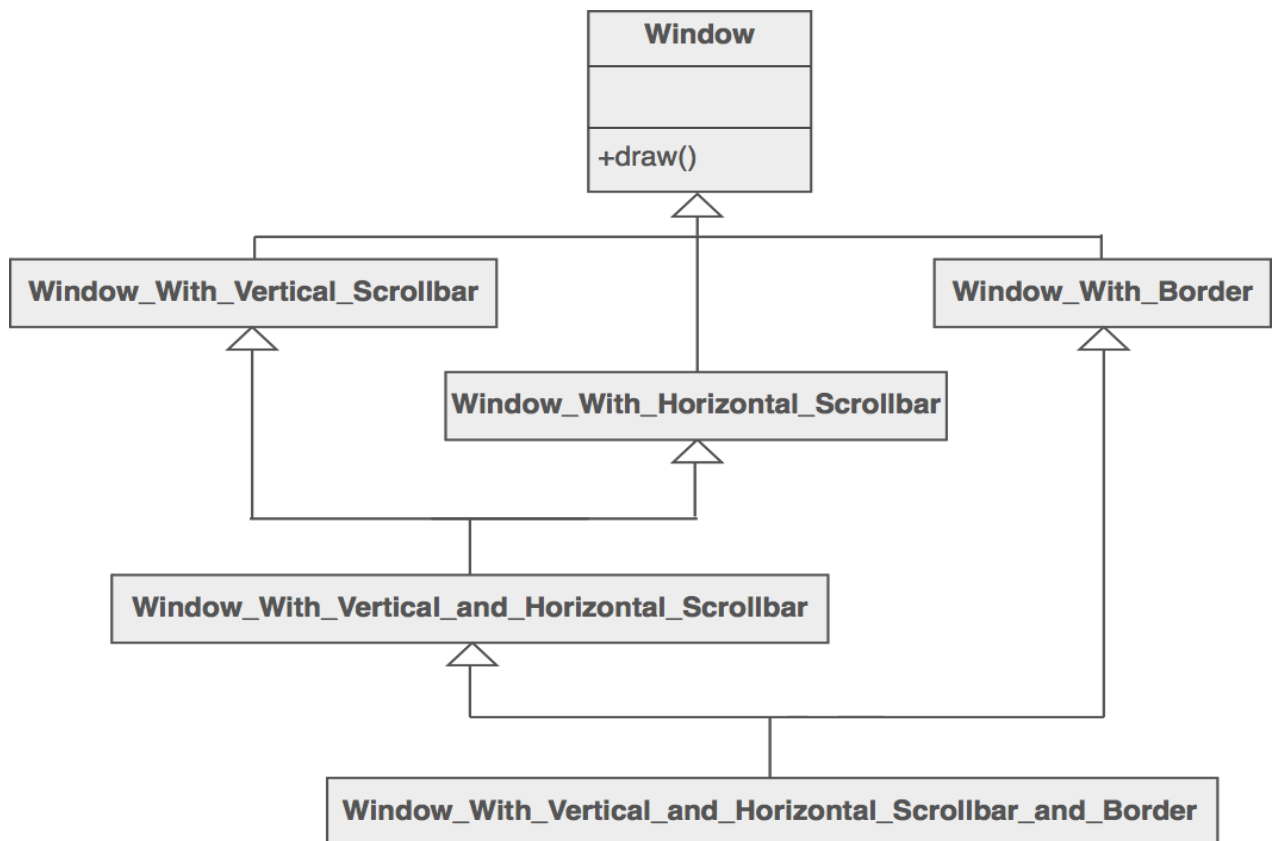 Window
+draw()
Window_With_Vertical_Scrollbar
Window_With_Border
Window_With_Horizontal_Scrollbar
Window_With_Vertical_and_Horizontal_Scrollbar
Window_With_Vertical_and_Horizontal_Scrollbar_and_Border